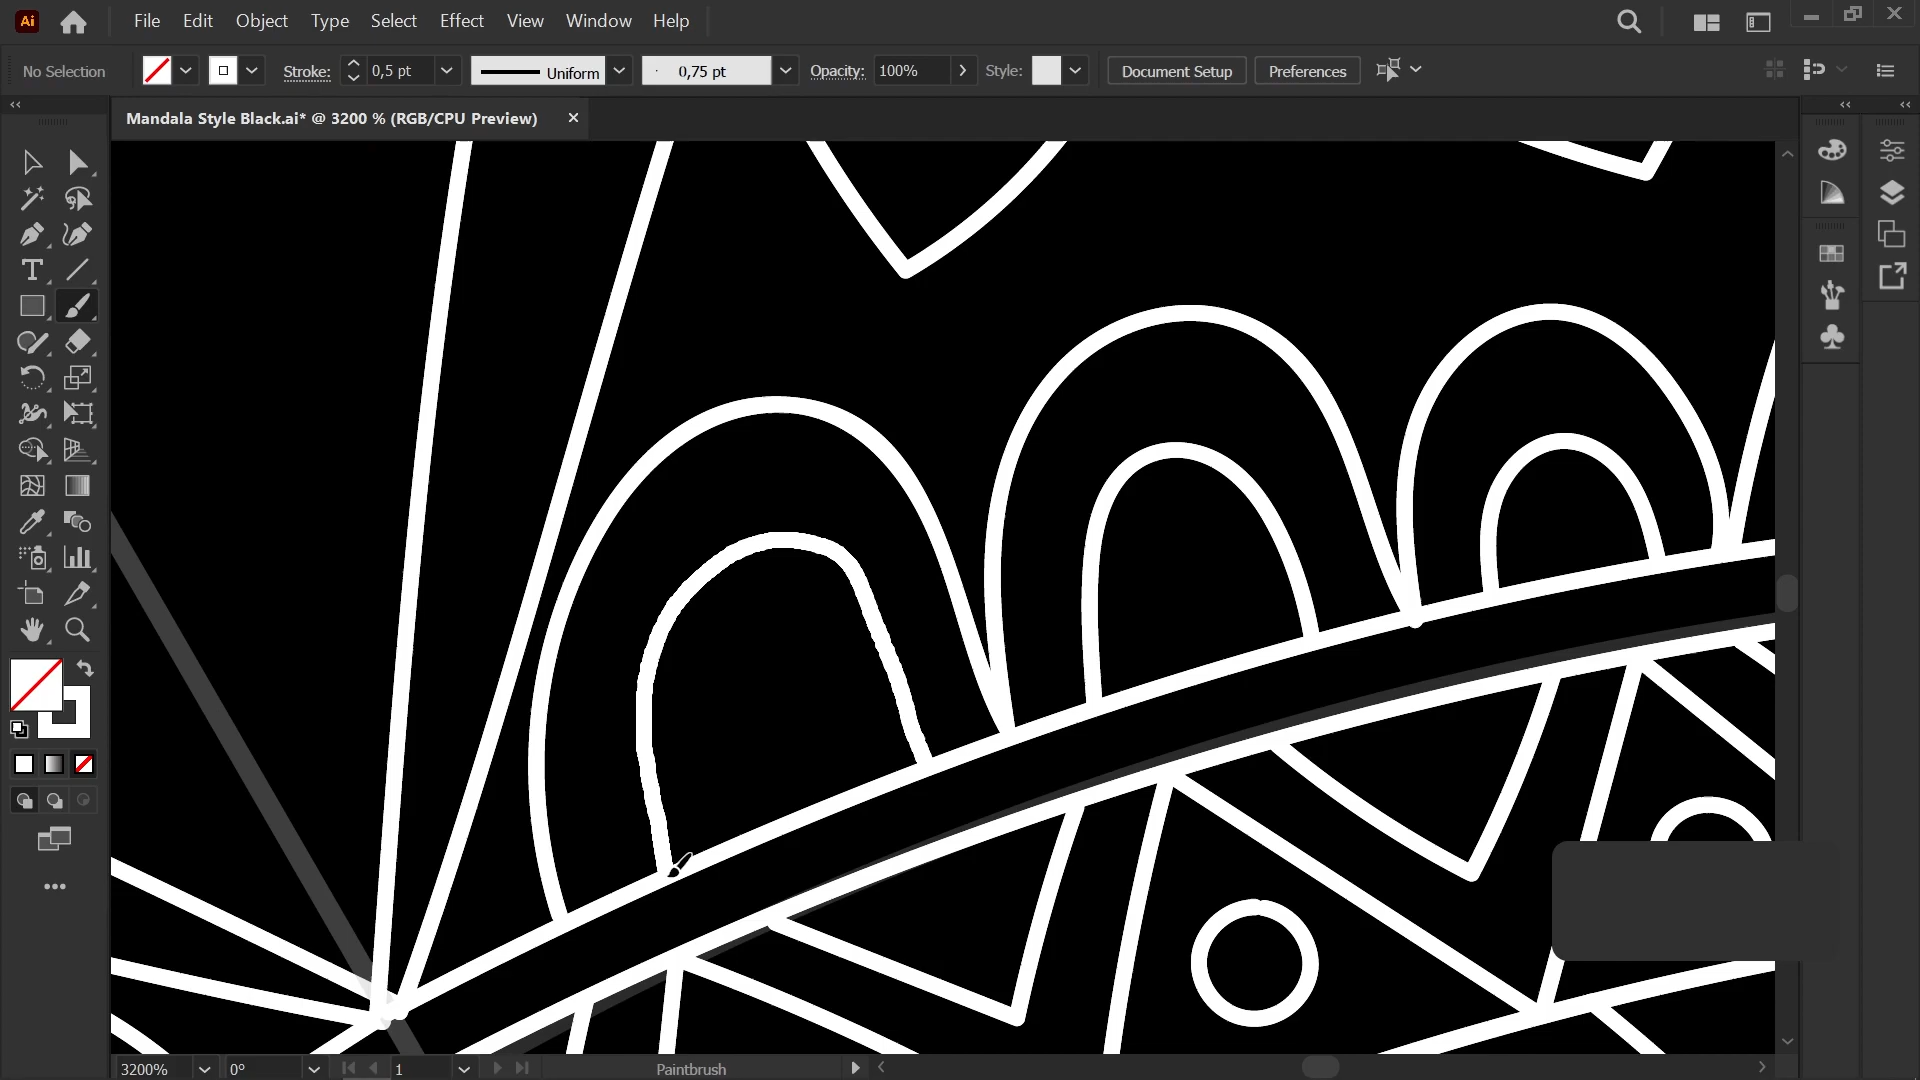 Ai File Edit Object Type Select Effect View Window Help
No Selection Stroke: 0,5 pt Uniform 0,75 pt Opacity: 100% Style: Document Setup Preferences
Mandala Style Black.ai* @ 3200 % (RGB/CPU Preview)
3200% 0° 1 Paintbrush